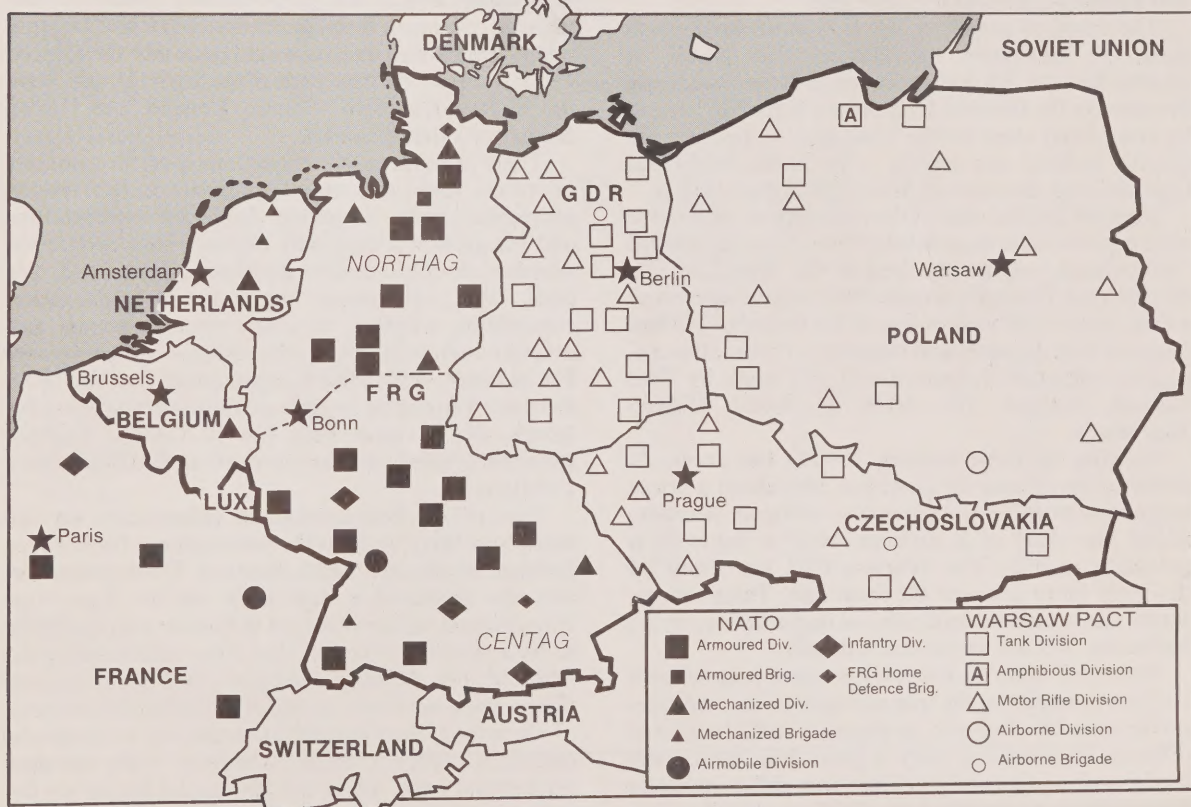 DENMARK
SOVIET UNION
GDR
Amsterdam
NORTHAG
Berlin
Warsaw
NETHERLANDS
POLAND
Brussels
BELGIUM
FRG
Bonn
LUX.
Prague
Paris
CZECHOSLOVAKIA
CENTAG
FRANCE
AUSTRIA
SWITZERLAND
NATO
Armoured Div.
Armoured Brig.
Mechanized Div.
Mechanized Brigade
Airmobile Division
Infantry Div.
FRG Home
Defence Brig.
WARSAW PACT
Tank Division
A Amphibious Division
Motor Rifle Division
Airborne Division
Airborne Brigade
A